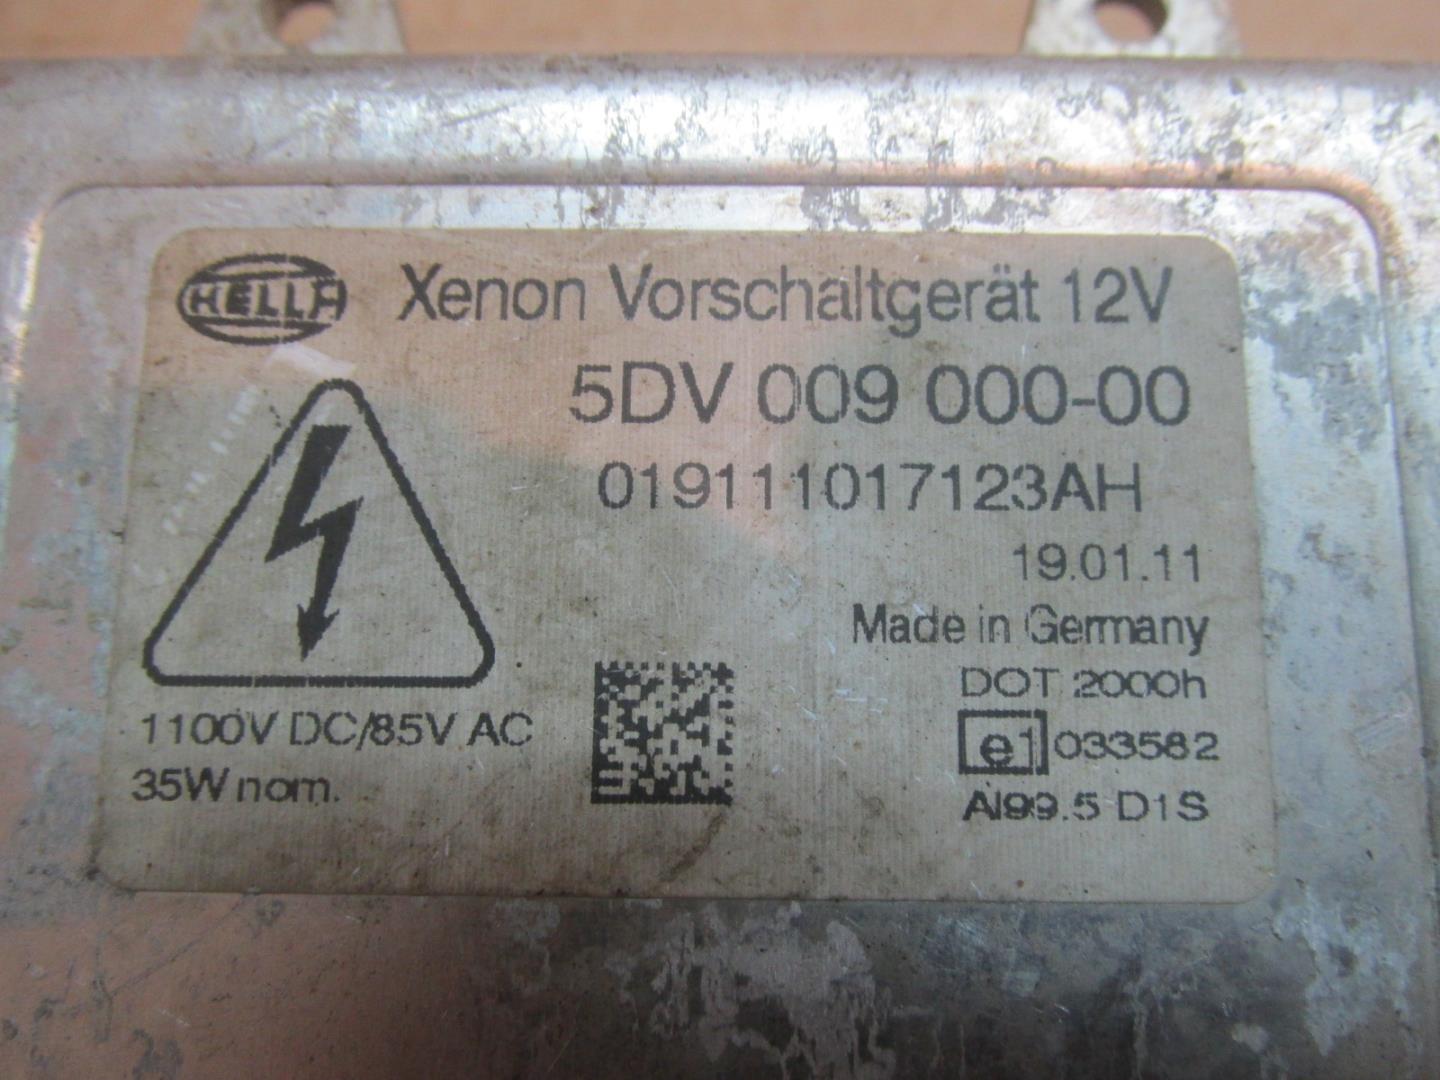 HELLA Xenon Vorschaltgerät 12V
5DV 009 000-00
019111017123AH
19.01.11
Made in Germany
DOT 2000h
e1 033582
Al99.5 D1S
1100V DC/85V AC
35W nom.